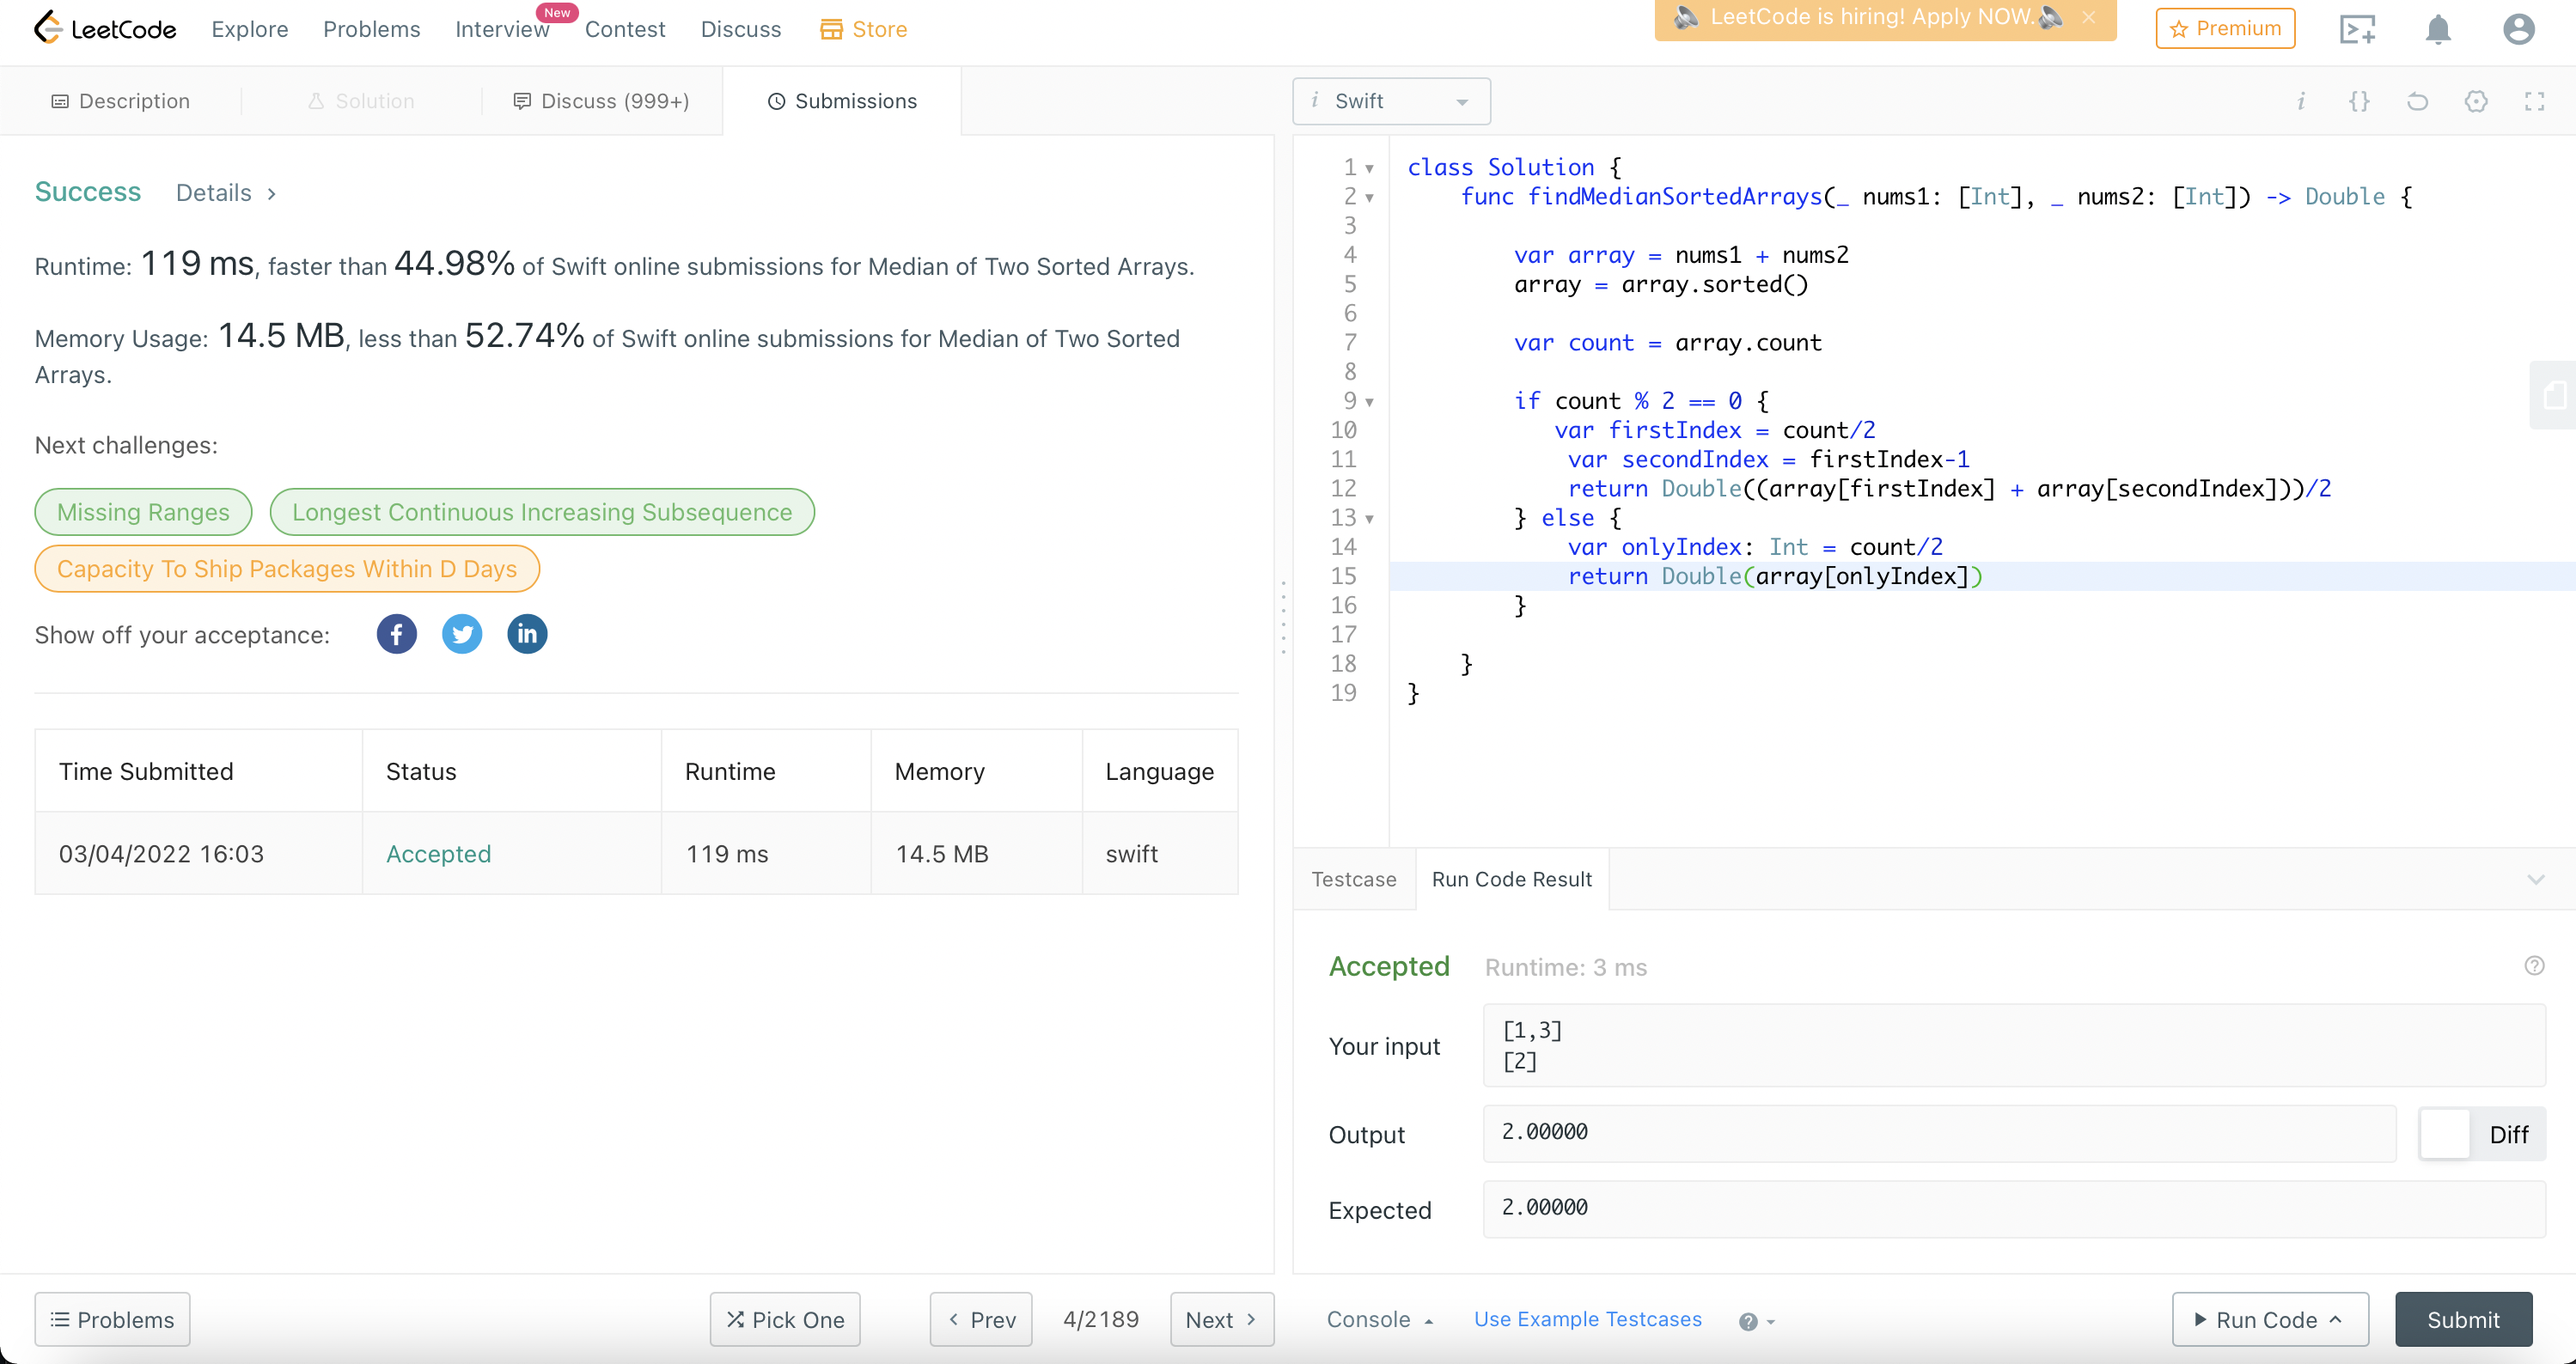 LeetCode Explore Problems Interview New Contest Discuss Store LeetCode is hiring! Apply NOW. Premium
Description Solution Discuss (999+) Submissions
Success Details >
Runtime: 119 ms, faster than 44.98% of Swift online submissions for Median of Two Sorted Arrays.
Memory Usage: 14.5 MB, less than 52.74% of Swift online submissions for Median of Two Sorted
Arrays.
Next challenges:
Missing Ranges Longest Continuous Increasing Subsequence
Capacity To Ship Packages Within D Days
Show off your acceptance:
Time Submitted Status Runtime Memory Language
03/04/2022 16:03 Accepted 119 ms 14.5 MB swift
i Swift
1 class Solution {
2     func findMedianSortedArrays(_ nums1: [Int], _ nums2: [Int]) -> Double {
3
4         var array = nums1 + nums2
5         array = array.sorted()
6
7         var count = array.count
8
9         if count % 2 == 0 {
10            var firstIndex = count/2
11             var secondIndex = firstIndex-1
12             return Double((array[firstIndex] + array[secondIndex]))/2
13         } else {
14             var onlyIndex: Int = count/2
15             return Double(array[onlyIndex])
16         }
17
18     }
19 }
Testcase Run Code Result
Accepted Runtime: 3 ms
Your input
[1,3]
[2]
Output 2.00000 Diff
Expected 2.00000
Problems Pick One < Prev 4/2189 Next > Console Use Example Testcases Run Code Submit